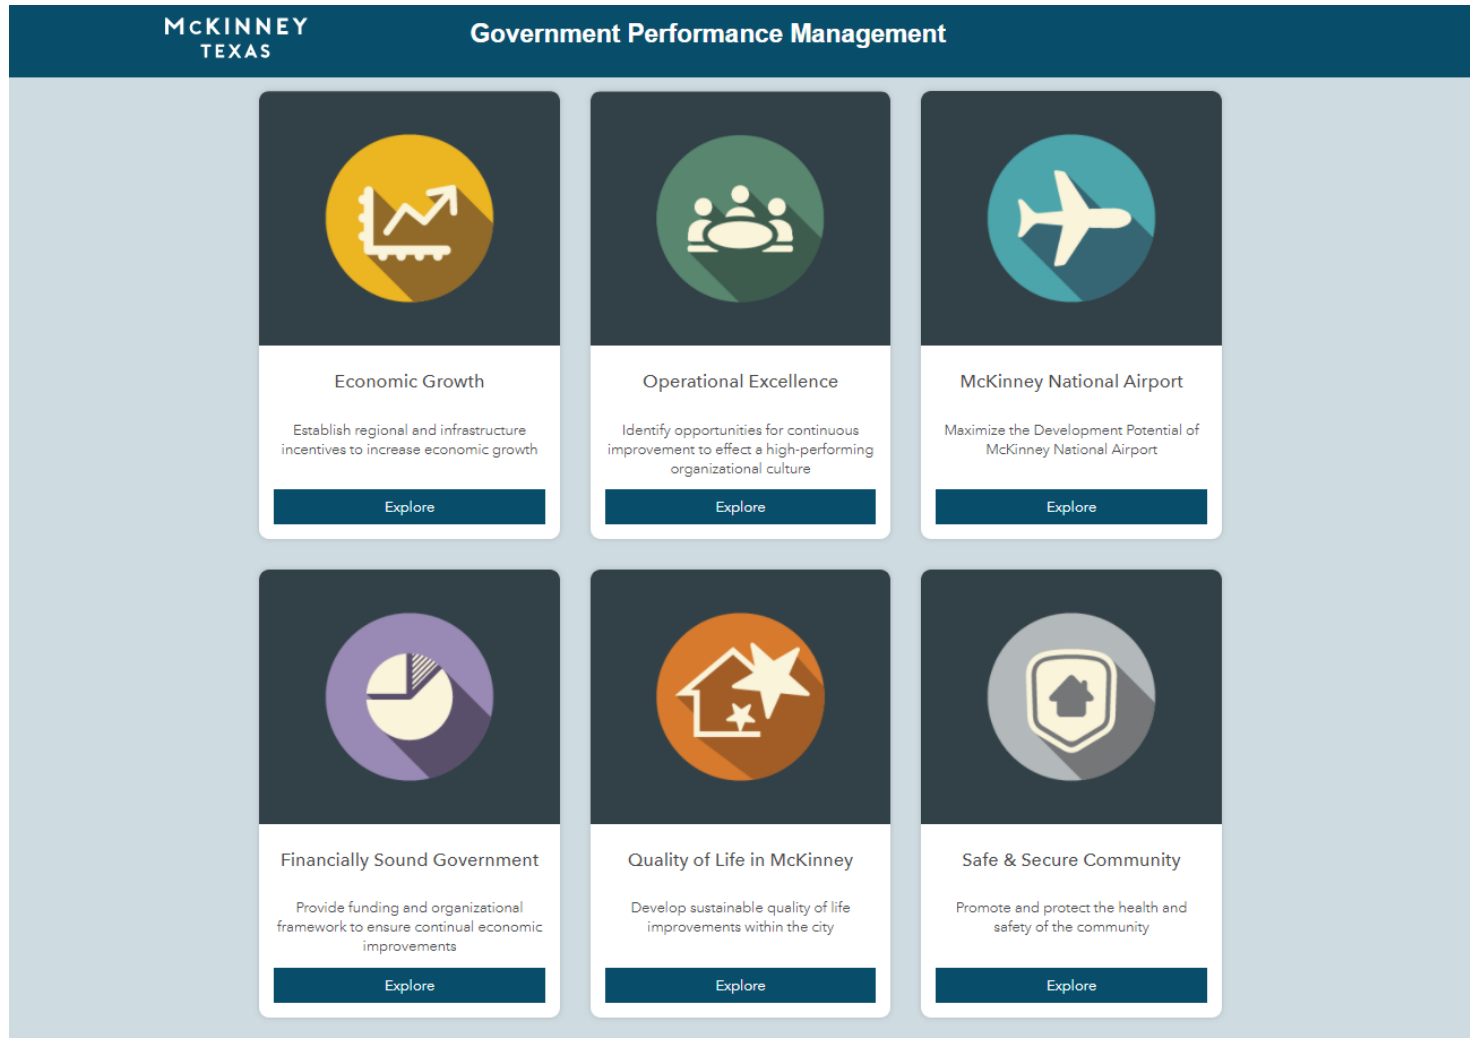 McKINNEY
TEXAS
Government Performance Management
Economic Growth
Establish regional and infrastructure
incentives to increase economic growth
Explore
Operational Excellence
Identify opportunities for continuous
improvement to effect a high-performing
organizational culture
Explore
McKinney National Airport
Maximize the Development Potential of
McKinney National Airport
Explore
Financially Sound Government
Provide funding and organizational
framework to ensure continual economic
improvements
Explore
Quality of Life in McKinney
Develop sustainable quality of life
improvements within the city
Explore
Safe & Secure Community
Promote and protect the health and
safety of the community
Explore